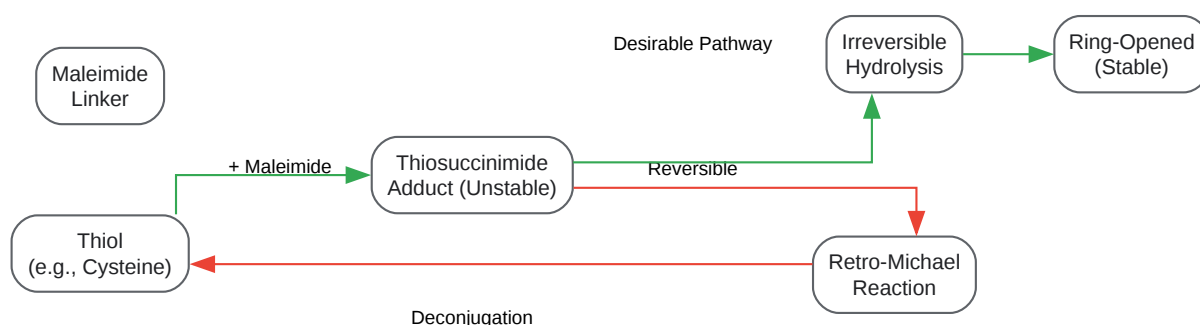 Desirable Pathway
Irreversible
Hydrolysis
Ring-Opened
(Stable)
Maleimide
Linker
+ Maleimide
Thiosuccinimide
Adduct (Unstable)
Reversible
Thiol
(e.g., Cysteine)
Retro-Michael
Reaction
Deconjugation